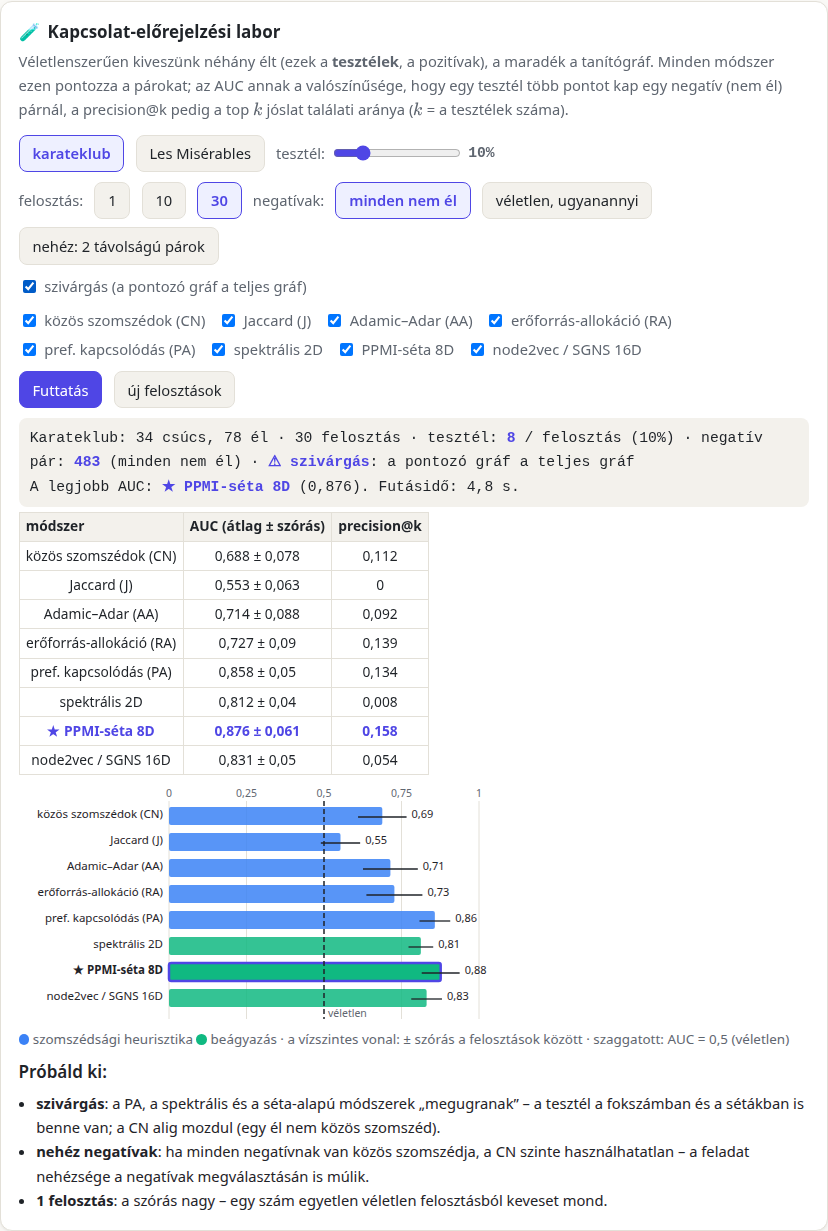 🧪 Kapcsolat-előrejelzési labor
Véletlenszerűen kiveszünk néhány élt (ezek a tesztélek, a pozitívak), a maradék a tanítógráf. Minden módszer
ezen pontozza a párokat; az AUC annak a valószínűsége, hogy egy tesztél több pontot kap egy negatív (nem él)
párnál, a precision@k pedig a top k jóslat találati aránya (k = a tesztélek száma).
karateklub Les Misérables tesztél: 10%
felosztás: 1 10 30 negatívak: minden nem él véletlen, ugyanannyi
nehéz: 2 távolságú párok
szivárgás (a pontozó gráf a teljes gráf)
közös szomszédok (CN) Jaccard (J) Adamic–Adar (AA) erőforrás-allokáció (RA)
pref. kapcsolódás (PA) spektrális 2D PPMI-séta 8D node2vec / SGNS 16D
Futtatás új felosztások
Karateklub: 34 csúcs, 78 él · 30 felosztás · tesztél: 8 / felosztás (10%) · negatív
pár: 483 (minden nem él) · ⚠ szivárgás: a pontozó gráf a teljes gráf
A legjobb AUC: ★ PPMI-séta 8D (0,876). Futásidő: 4,8 s.
módszer AUC (átlag ± szórás) precision@k
közös szomszédok (CN) 0,688 ± 0,078 0,112
Jaccard (J) 0,553 ± 0,063 0
Adamic–Adar (AA) 0,714 ± 0,088 0,092
erőforrás-allokáció (RA) 0,727 ± 0,09 0,139
pref. kapcsolódás (PA) 0,858 ± 0,05 0,134
spektrális 2D 0,812 ± 0,04 0,008
★ PPMI-séta 8D 0,876 ± 0,061 0,158
node2vec / SGNS 16D 0,831 ± 0,05 0,054
0 0,25 0,5 0,75 1
közös szomszédok (CN) 0,69
Jaccard (J) 0,55
Adamic–Adar (AA) 0,71
erőforrás-allokáció (RA) 0,73
pref. kapcsolódás (PA) 0,86
spektrális 2D 0,81
★ PPMI-séta 8D 0,88
node2vec / SGNS 16D 0,83
véletlen
szomszédsági heurisztika beágyazás · a vízszintes vonal: ± szórás a felosztások között · szaggatott: AUC = 0,5 (véletlen)
Próbáld ki:
• szivárgás: a PA, a spektrális és a séta-alapú módszerek „megugranak” – a tesztél a fokszámban és a sétákban is
benne van; a CN alig mozdul (egy él nem közös szomszéd).
• nehéz negatívak: ha minden negatívnak van közös szomszédja, a CN szinte használhatatlan – a feladat
nehézsége a negatívak megválasztásán is múlik.
• 1 felosztás: a szórás nagy – egy szám egyetlen véletlen felosztásból keveset mond.